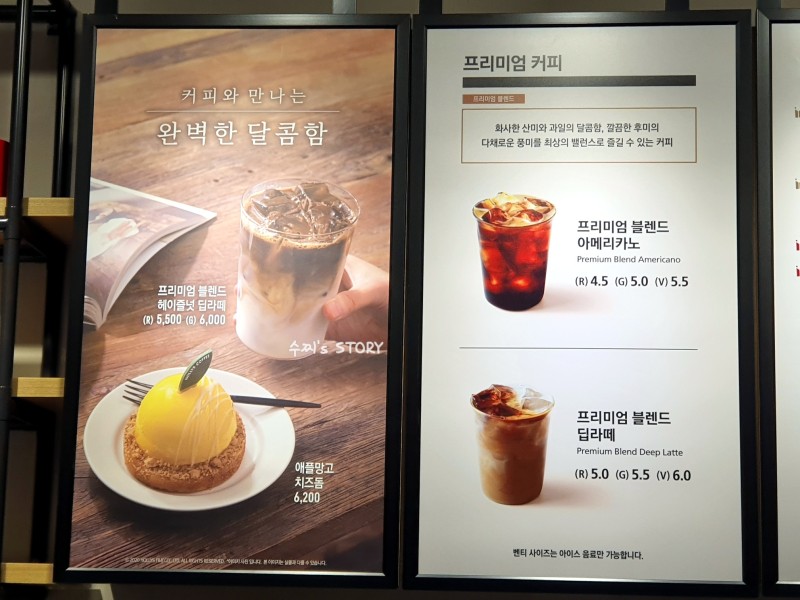 커피와 만나는
완벽한 달콤함
프리미엄 블렌드
헤이즐넛 딥라떼
(R) 5,500 (G) 6,000
수찌's STORY
애플망고
치즈돔
6,200
프리미엄 커피
프리미엄 블렌드
화사한 산미와 과일의 달콤함, 깔끔한 후미의
다채로운 풍미를 최상의 밸런스로 즐길 수 있는 커피
프리미엄 블렌드
아메리카노
Premium Blend Americano
(R) 4.5 (G) 5.0 (V) 5.5
프리미엄 블렌드
딥라떼
Premium Blend Deep Latte
(R) 5.0 (G) 5.5 (V) 6.0
벤티 사이즈는 아이스 음료만 가능합니다.